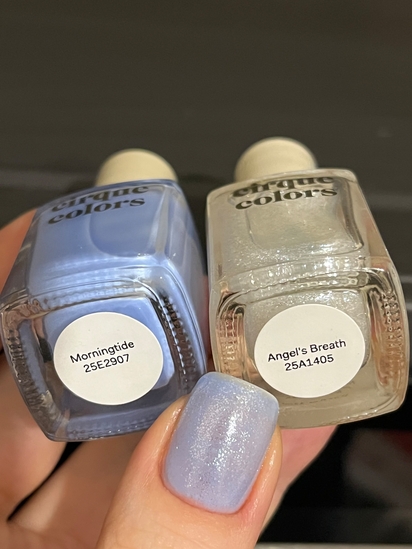 cirque
colors
cirque
colors
Morningtide
25E2907
Angel's Breath
25A1405